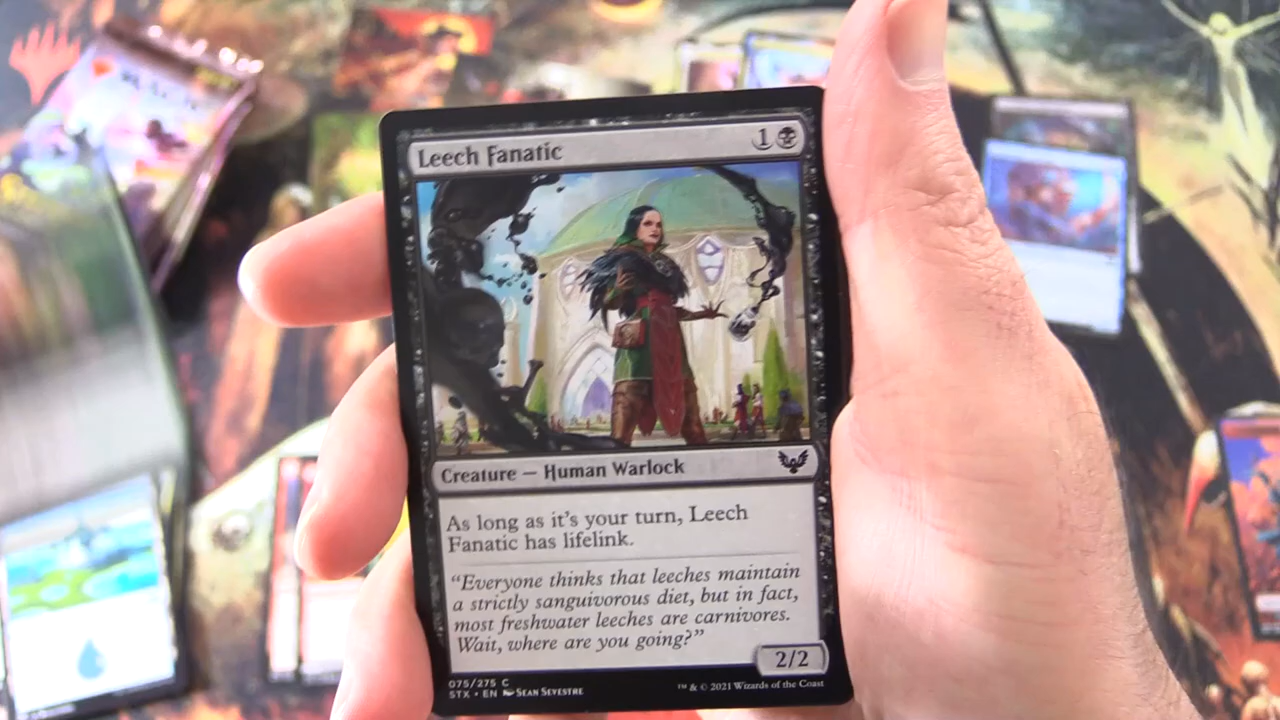 Leech Fanatic 1
Creature — Human Warlock
As long as it's your turn, Leech
Fanatic has lifelink.
"Everyone thinks that leeches maintain
a strictly sanguivorous diet, but in fact,
most freshwater leeches are carnivores.
Wait, where are you going?"
2/2
075/275 C
STX • EN Sean Sevestre
™ & © 2021 Wizards of the Coast